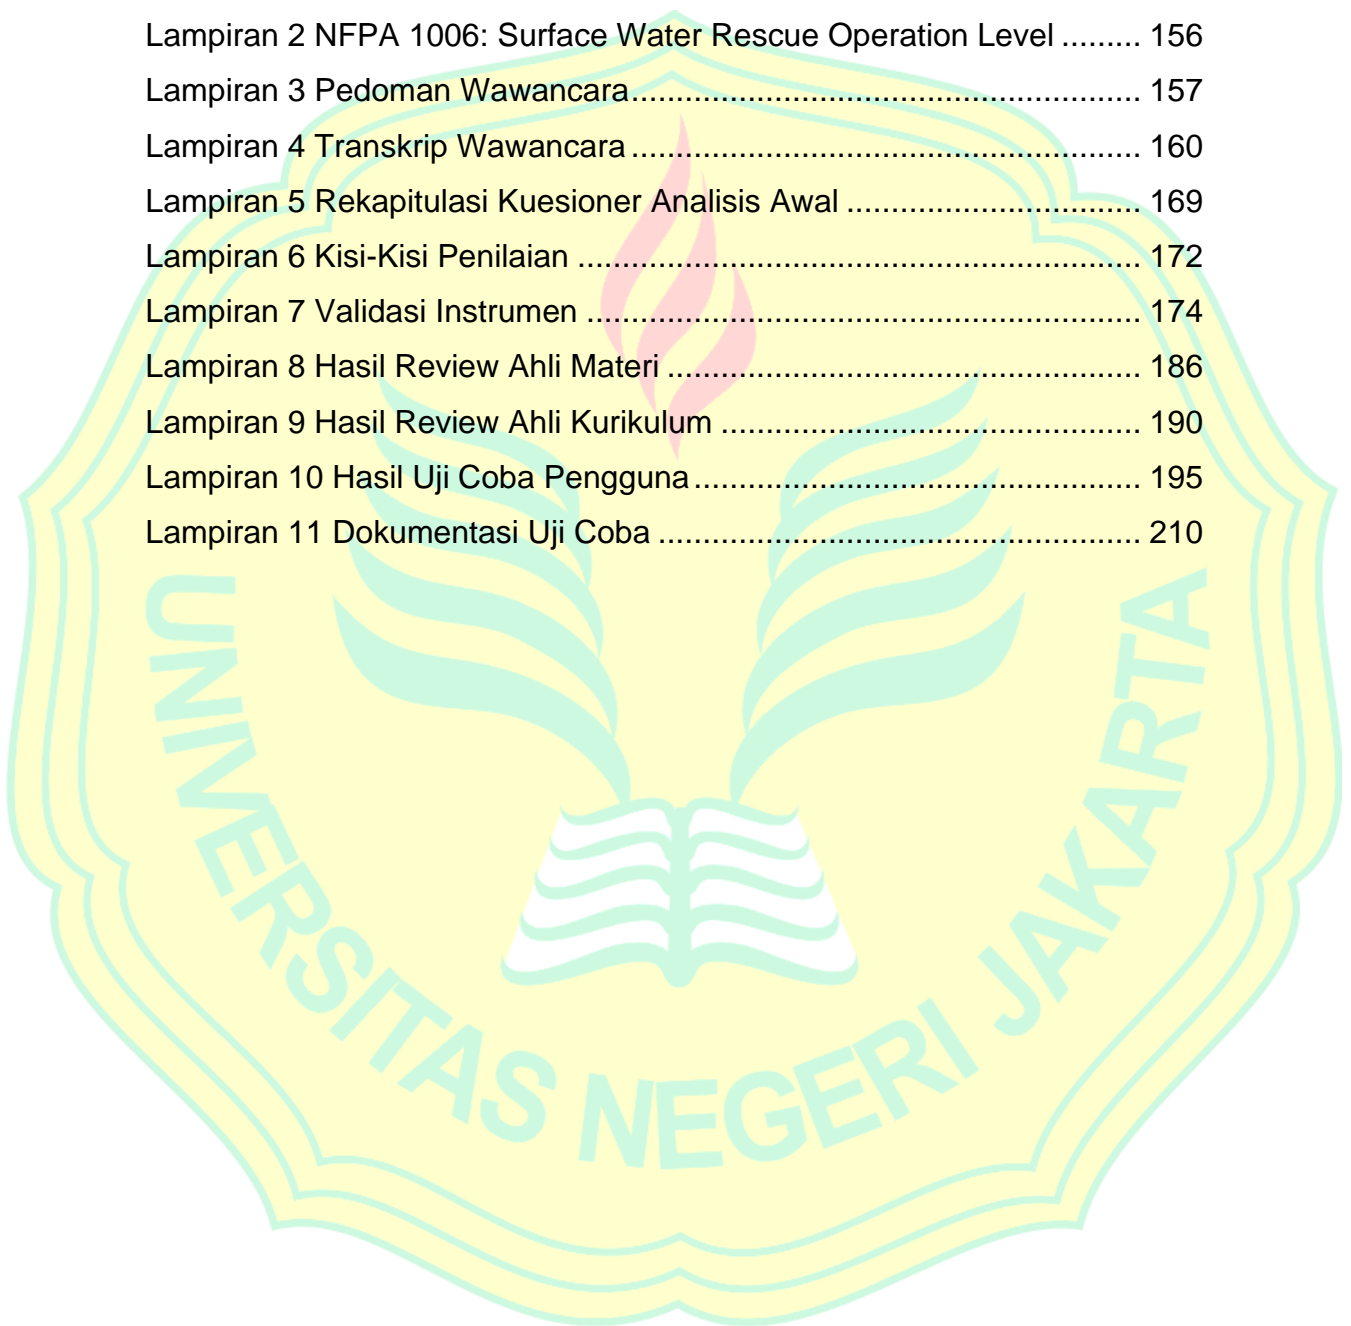 Lampiran 2 NFPA 1006: Surface Water Rescue Operation Level ......... 156
Lampiran 3 Pedoman Wawancara......................................................... 157
Lampiran 4 Transkrip Wawancara ......................................................... 160
Lampiran 5 Rekapitulasi Kuesioner Analisis Awal ................................. 169
Lampiran 6 Kisi-Kisi Penilaian ............................................................... 172
Lampiran 7 Validasi Instrumen .............................................................. 174
Lampiran 8 Hasil Review Ahli Materi ..................................................... 186
Lampiran 9 Hasil Review Ahli Kurikulum ............................................... 190
Lampiran 10 Hasil Uji Coba Pengguna.................................................. 195
Lampiran 11 Dokumentasi Uji Coba ...................................................... 210
UNIVERSITAS NEGERI JAKARTA